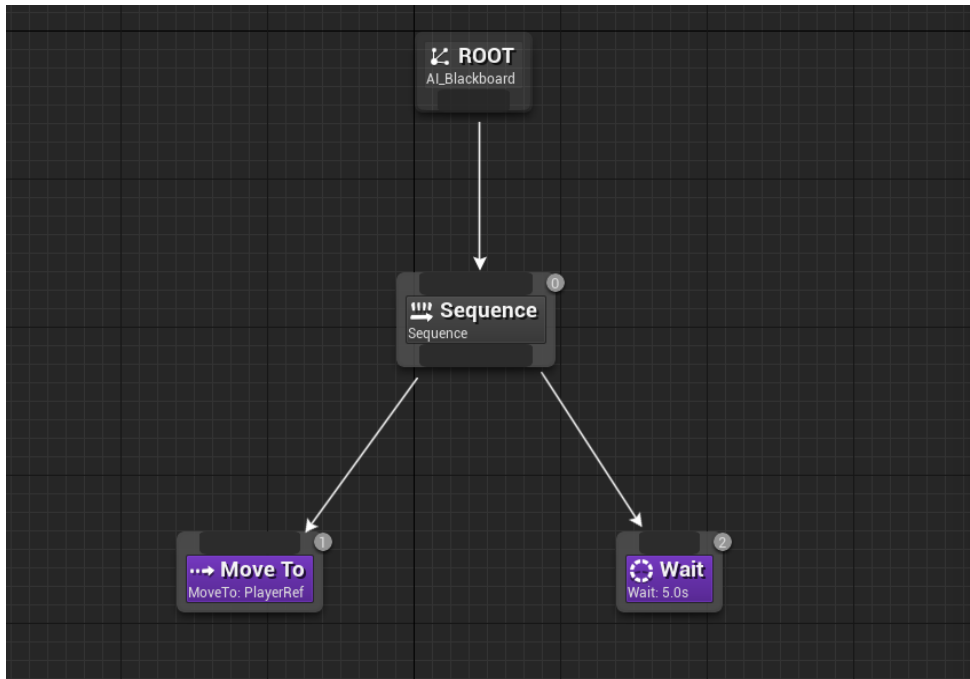 ROOT
AI_Blackboard
0
Sequence
Sequence
1
Move To
MoveTo: PlayerRef
2
Wait
Wait: 5.0s